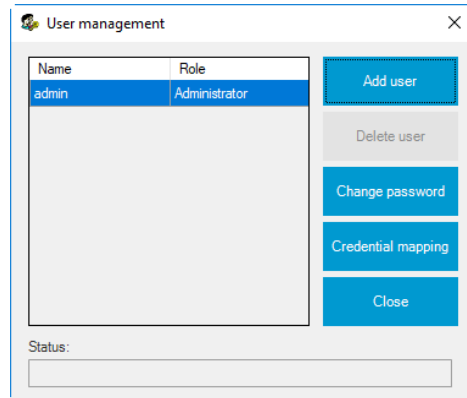 User management
Name Role
admin Administrator
Add user
Delete user
Change password
Credential mapping
Close
Status: